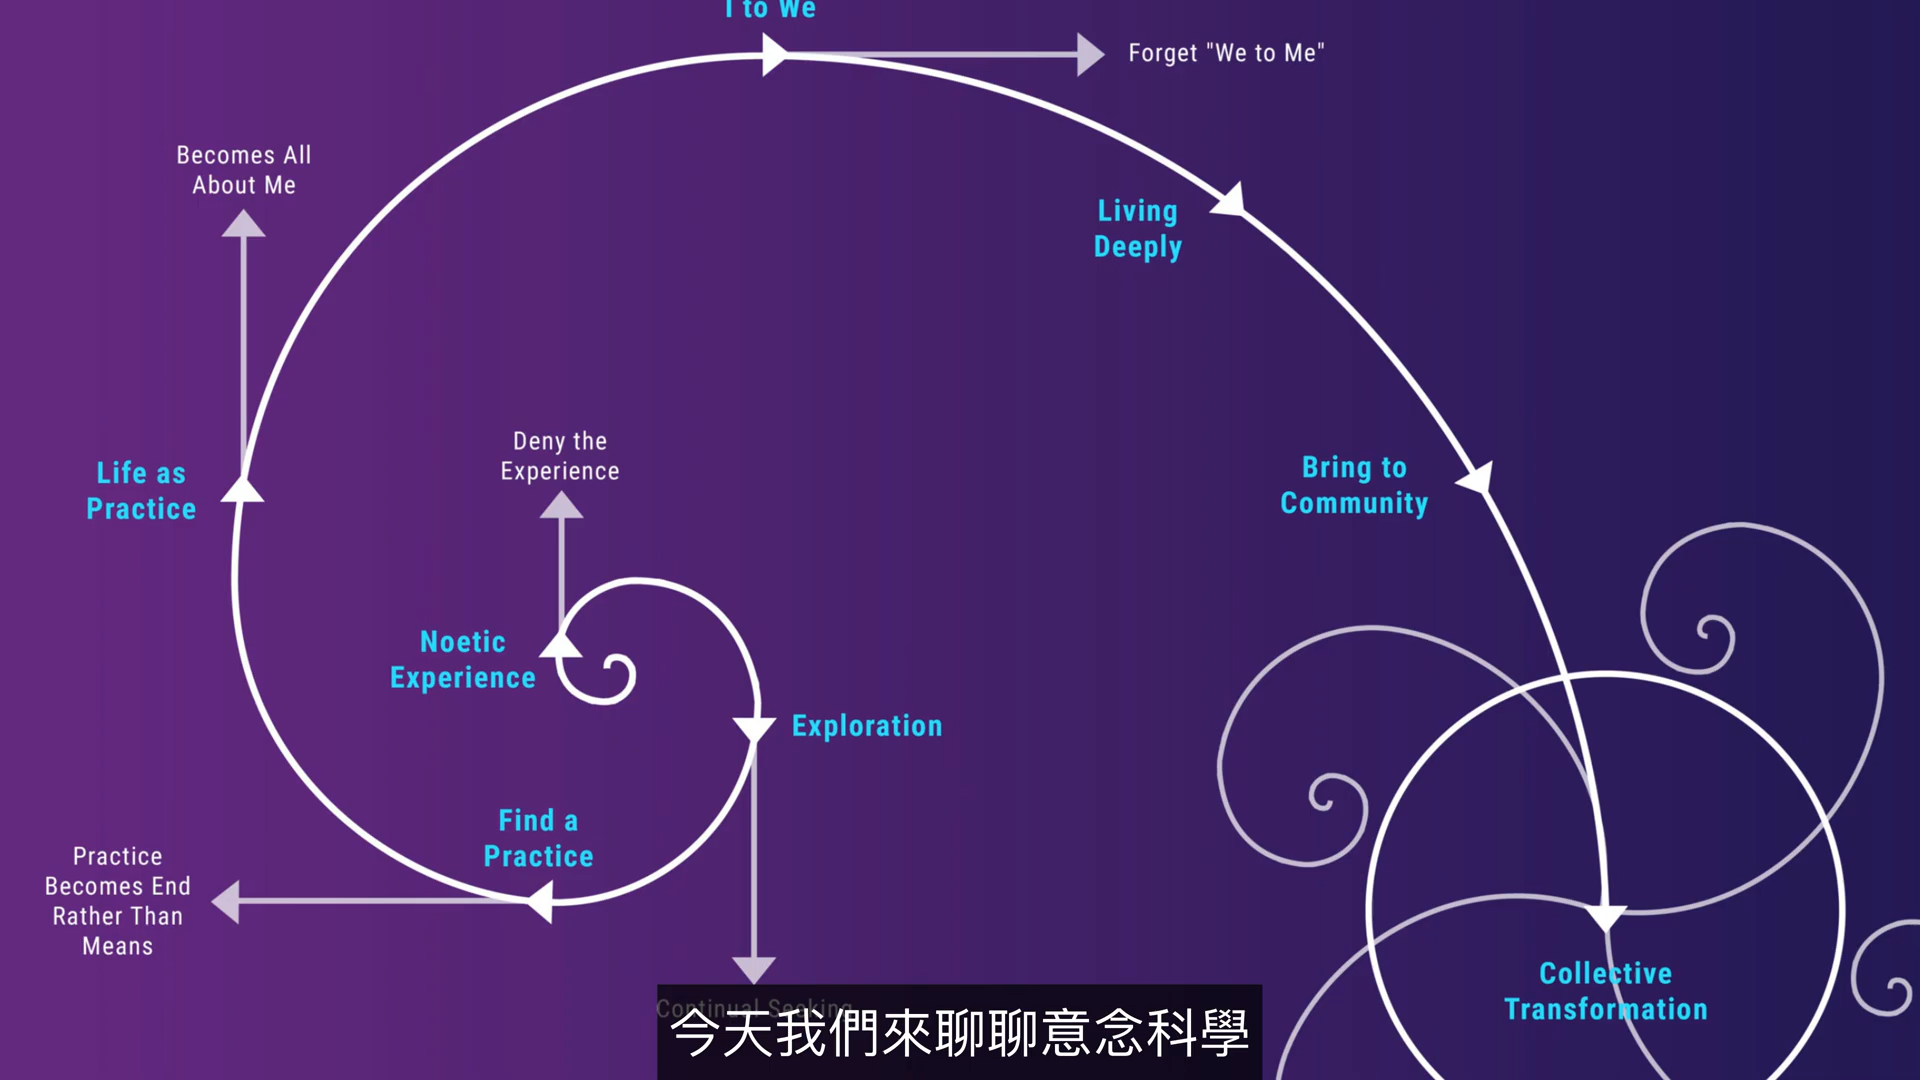 I to We
Forget "We to Me"
Becomes All
About Me
Living
Deeply
Deny the
Experience
Life as
Practice
Bring to
Community
Noetic
Experience
Exploration
Find a
Practice
Practice
Becomes End
Rather Than
Means
Collective
Transformation
Continual Seeking
今天我們來聊聊意念科學